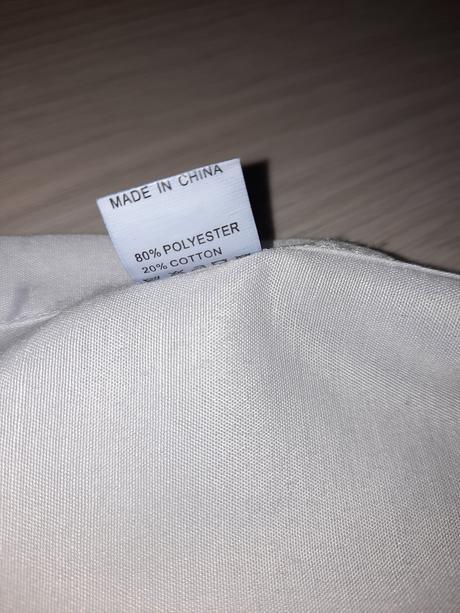 MADE IN CHINA
80% POLYESTER
20% COTTON